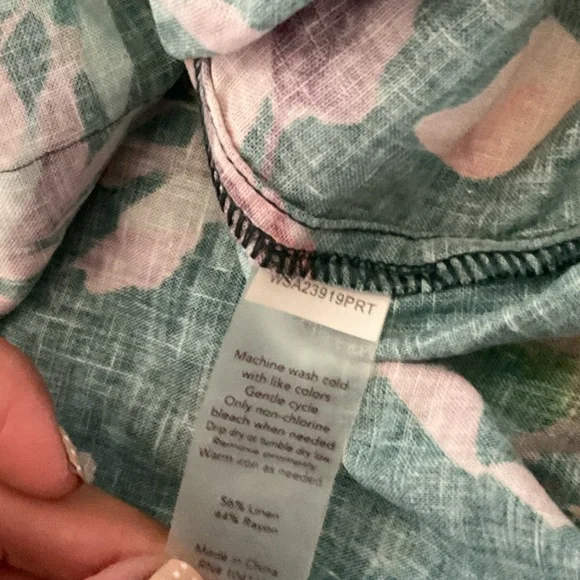 WSA23919PRT
Machine wash cold
with like colors
Gentle cycle
Only non-chlorine
bleach when needed
Drip dry or tumble dry low
Remove promptly
Warm iron as needed
56% Linen
44% Rayon
Made in China
RN#